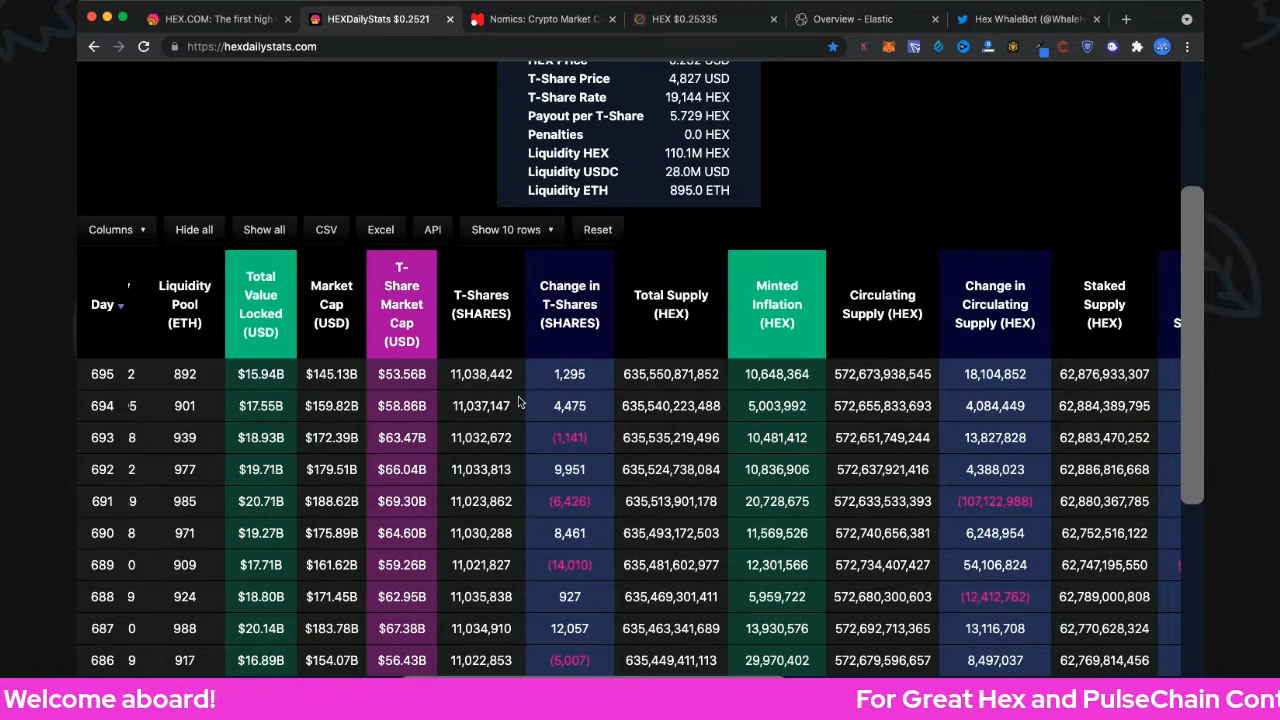 HEX.COM: The first high
HEXDailyStats $0.2521
Nomics: Crypto Market C
HEX $0.25335
Overview - Elastic
Hex WhaleBot (@WhaleH
https://hexdailystats.com
T-Share Price 4,827 USD
T-Share Rate 19,144 HEX
Payout per T-Share 5.729 HEX
Penalties 0.0 HEX
Liquidity HEX 110.1M HEX
Liquidity USDC 28.0M USD
Liquidity ETH 895.0 ETH
Columns Hide all Show all CSV Excel API Show 10 rows Reset
Day
Liquidity Pool (ETH)
Total Value Locked (USD)
Market Cap (USD)
T-Share Market Cap (USD)
T-Shares (SHARES)
Change in T-Shares (SHARES)
Total Supply (HEX)
Minted Inflation (HEX)
Circulating Supply (HEX)
Change in Circulating Supply (HEX)
Staked Supply (HEX)
695 2 892 $15.94B $145.13B $53.56B 11,038,442 1,295 635,550,871,852 10,648,364 572,673,938,545 18,104,852 62,876,933,307
694 5 901 $17.55B $159.82B $58.86B 11,037,147 4,475 635,540,223,488 5,003,992 572,655,833,693 4,084,449 62,884,389,795
693 8 939 $18.93B $172.39B $63.47B 11,032,672 (1,141) 635,535,219,496 10,481,412 572,651,749,244 13,827,828 62,883,470,252
692 2 977 $19.71B $179.51B $66.04B 11,033,813 9,951 635,524,738,084 10,836,906 572,637,921,416 4,388,023 62,886,816,668
691 9 985 $20.71B $188.62B $69.30B 11,023,862 (6,426) 635,513,901,178 20,728,675 572,633,533,393 (107,122,988) 62,880,367,785
690 8 971 $19.27B $175.89B $64.60B 11,030,288 8,461 635,493,172,503 11,569,526 572,740,656,381 6,248,954 62,752,516,122
689 0 909 $17.71B $161.62B $59.26B 11,021,827 (14,010) 635,481,602,977 12,301,566 572,734,407,427 54,106,824 62,747,195,550
688 9 924 $18.80B $171.45B $62.95B 11,035,838 927 635,469,301,411 5,959,722 572,680,300,603 (12,412,762) 62,789,000,808
687 0 988 $20.14B $183.78B $67.38B 11,034,910 12,057 635,463,341,689 13,930,576 572,692,713,365 13,116,708 62,770,628,324
686 9 917 $16.89B $154.07B $56.43B 11,022,853 (5,007) 635,449,411,113 29,970,402 572,679,596,657 8,497,037 62,769,814,456
Welcome aboard! For Great Hex and PulseChain Cont